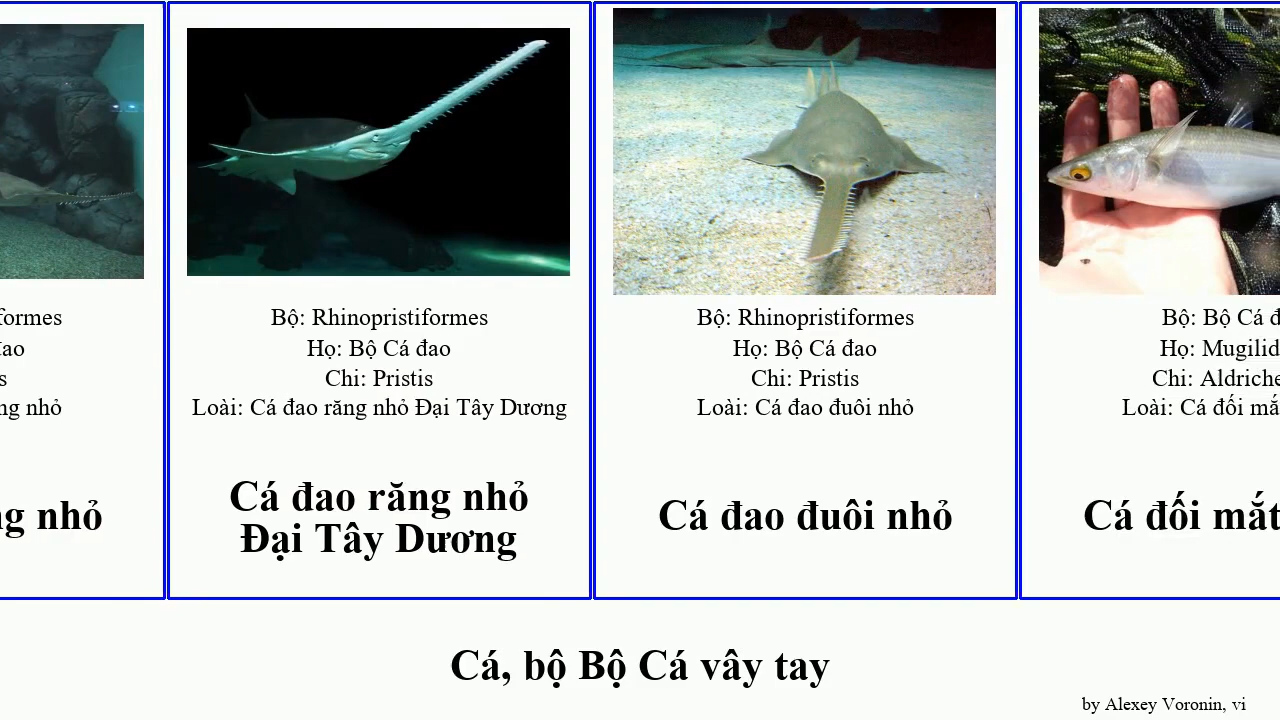 formes
đao
s
ng nhỏ
ng nhỏ
Bộ: Rhinopristiformes
Họ: Bộ Cá đao
Chi: Pristis
Loài: Cá đao răng nhỏ Đại Tây Dương
Cá đao răng nhỏ
Đại Tây Dương
Bộ: Rhinopristiformes
Họ: Bộ Cá đao
Chi: Pristis
Loài: Cá đao đuôi nhỏ
Cá đao đuôi nhỏ
Bộ: Bộ Cá đ
Họ: Mugilid
Chi: Aldriche
Loài: Cá đối mắ
Cá đối mắt
Cá, bộ Bộ Cá vây tay
by Alexey Voronin, vi